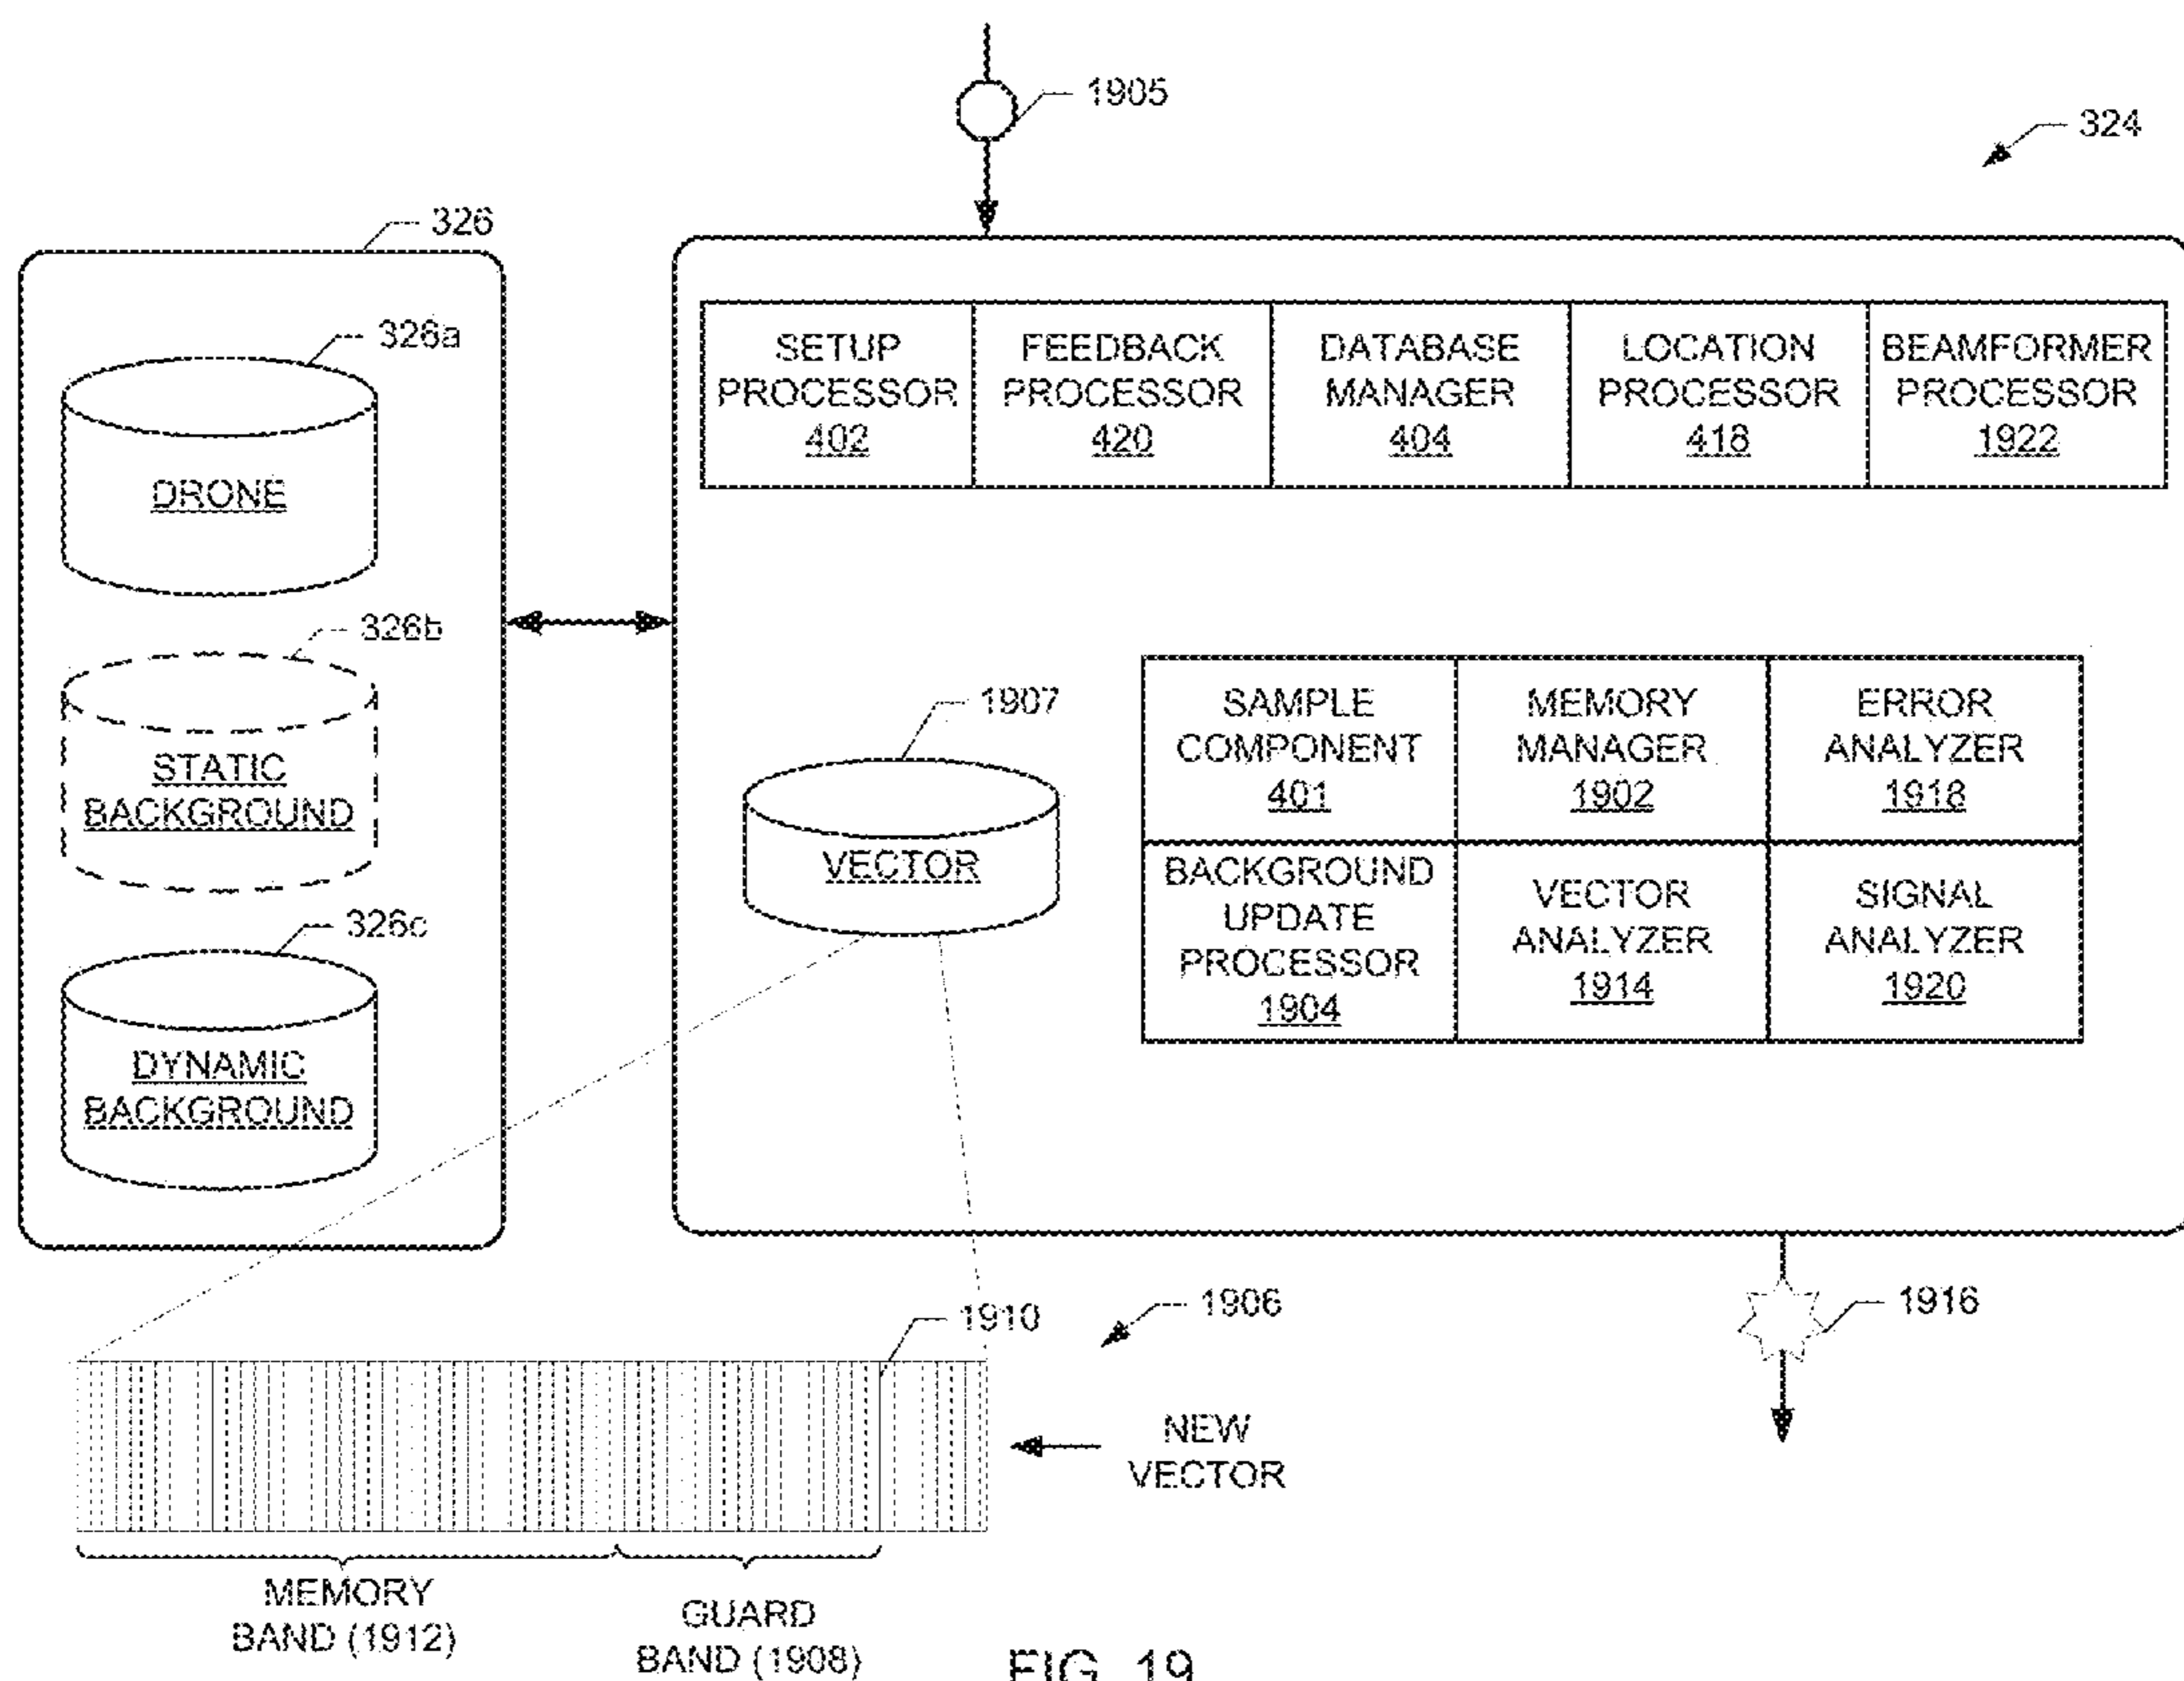 1905
324
326
326a
DRONE
326b
STATIC
BACKGROUND
326c
DYNAMIC
BACKGROUND
SETUP
PROCESSOR
402
FEEDBACK
PROCESSOR
420
DATABASE
MANAGER
404
LOCATION
PROCESSOR
418
BEAMFORMER
PROCESSOR
1922
1907
VECTOR
SAMPLE
COMPONENT
401
MEMORY
MANAGER
1902
ERROR
ANALYZER
1918
BACKGROUND
UPDATE
PROCESSOR
1904
VECTOR
ANALYZER
1914
SIGNAL
ANALYZER
1920
1910
1906
1916
NEW
VECTOR
MEMORY
BAND (1912)
GUARD
BAND (1908)
FIG. 19